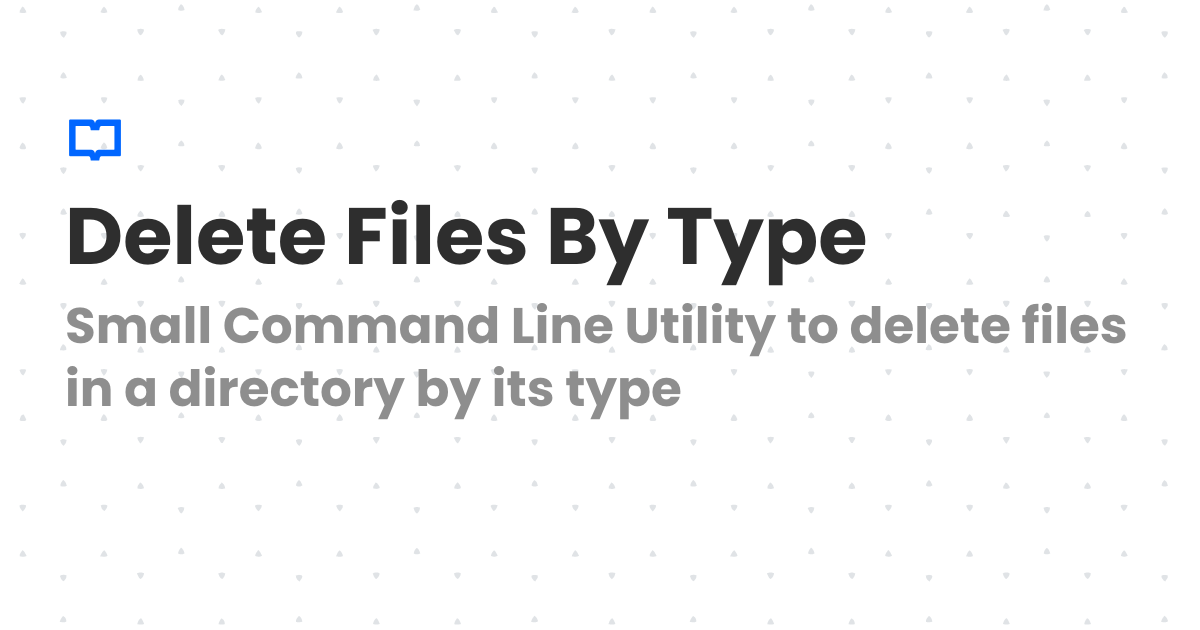 Delete Files By Type
Small Command Line Utility to delete files
in a directory by its type